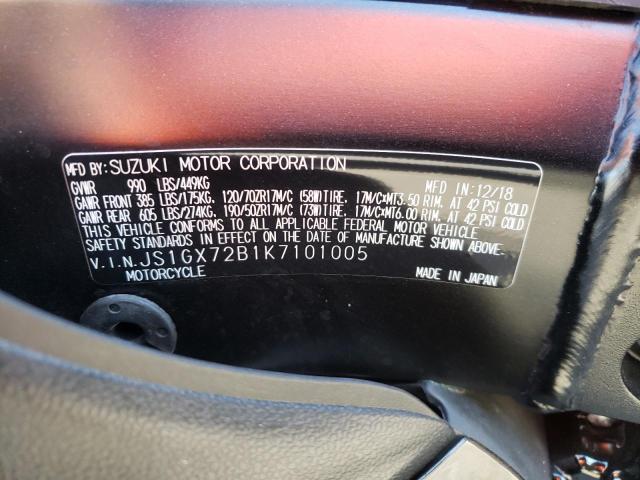 MFD BY:SUZUKI MOTOR CORPORATION MFD IN:12/18
GVWR 990 LBS/449KG
GAWR FRONT 385 LBS/175KG, 120/70ZR17M/C (58W)TIRE, 17M/C×MT3.50 RIM, AT 42 PSI COLD
GAWR REAR 605 LBS/274KG, 190/50ZR17M/C (73W)TIRE, 17M/C×MT6.00 RIM, AT 42 PSI COLD
THIS VEHICLE CONFORMS TO ALL APPLICABLE FEDERAL MOTOR VEHICLE
SAFETY STANDARDS IN EFFECT ON THE DATE OF MANUFACTURE SHOWN ABOVE.
V.I.N.JS1GX72B1K7101005
MOTORCYCLE MADE IN JAPAN